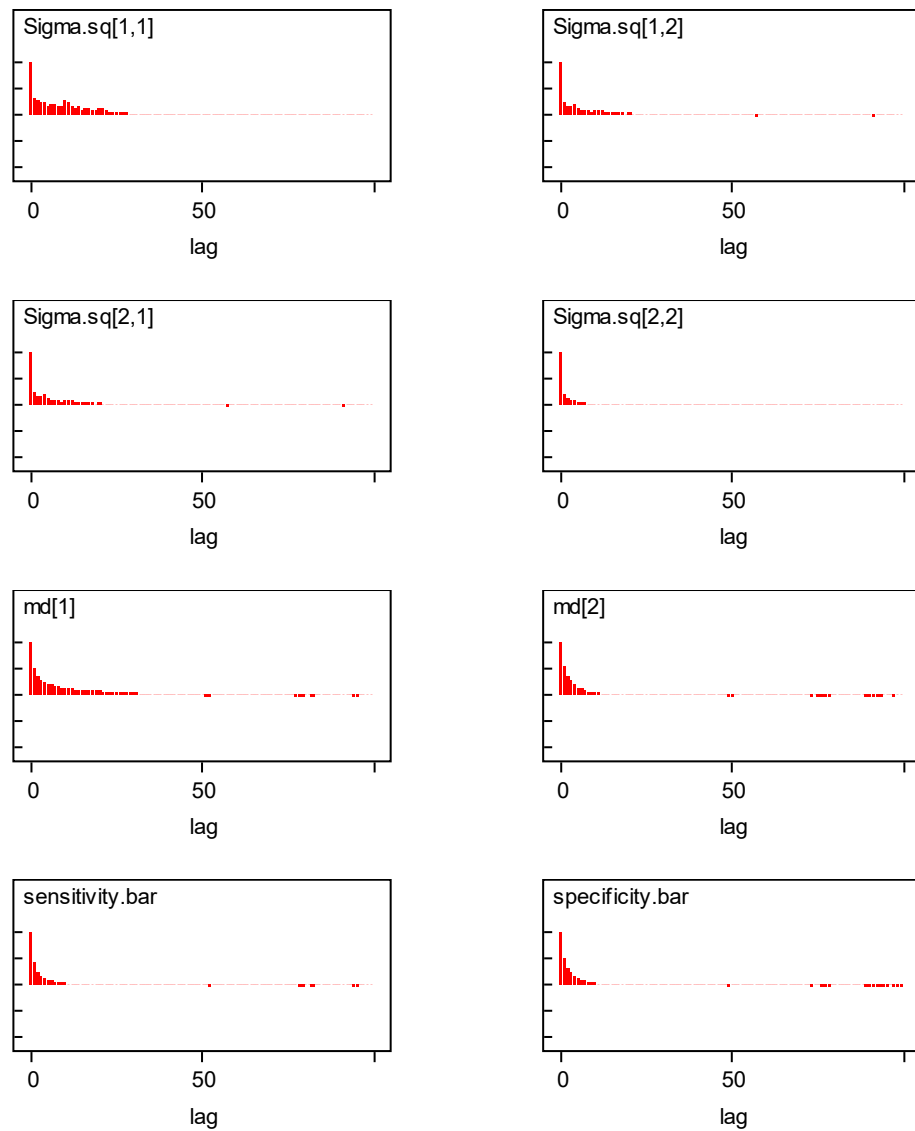 Sigma.sq[1,1]
0 50
lag
Sigma.sq[1,2]
0 50
lag
Sigma.sq[2,1]
0 50
lag
Sigma.sq[2,2]
0 50
lag
md[1]
0 50
lag
md[2]
0 50
lag
sensitivity.bar
0 50
lag
specificity.bar
0 50
lag